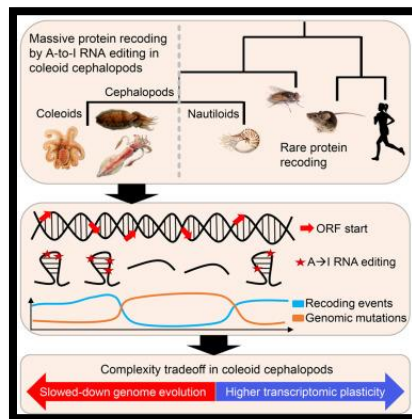 Massive protein recoding
by A-to-I RNA editing in
coleoid cephalopods
Cephalopods
Coleoids
Nautiloids
Rare protein
recoding
ORF start
A→I RNA editing
Recoding events
Genomic mutations
Complexity tradeoff in coleoid cephalopods
Slowed-down genome evolution
Higher transcriptomic plasticity